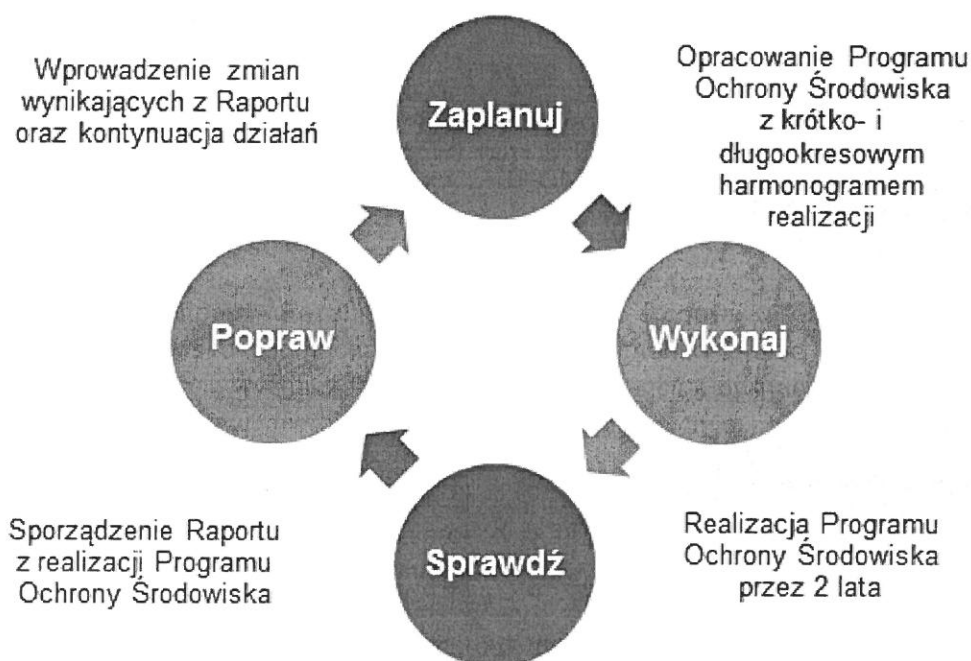 Wprowadzenie zmian
wynikających z Raportu
oraz kontynuacja działań
Zaplanuj
Opracowanie Programu
Ochrony Środowiska
z krótko- i
długookresowym
harmonogramem
realizacji
Popraw
Wykonaj
Sporządzenie Raportu
z realizacji Programu
Ochrony Środowiska
Sprawdź
Realizacja Programu
Ochrony Środowiska
przez 2 lata